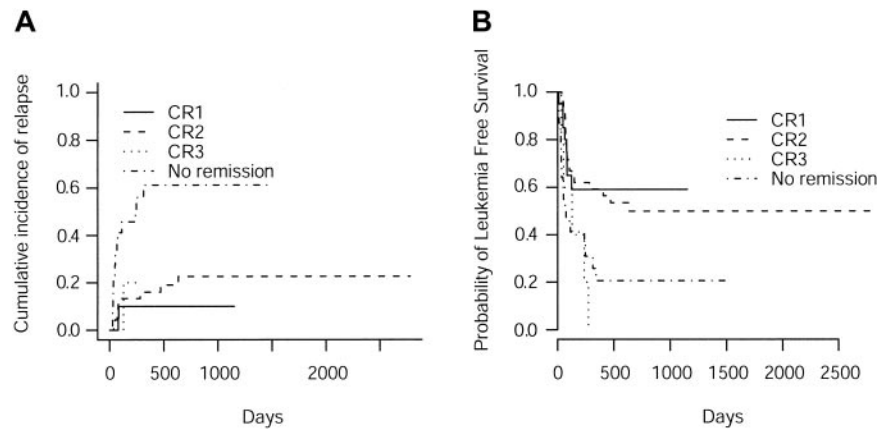 A
Cumulative incidence of relapse
1.0
0.8
0.6
0.4
0.2
0.0
CR1
CR2
CR3
No remission
0 500 1000 2000
Days
B
Probability of Leukemia Free Survival
1.0
0.8
0.6
0.4
0.2
0.0
CR1
CR2
CR3
No remission
0 500 1000 1500 2000 2500
Days